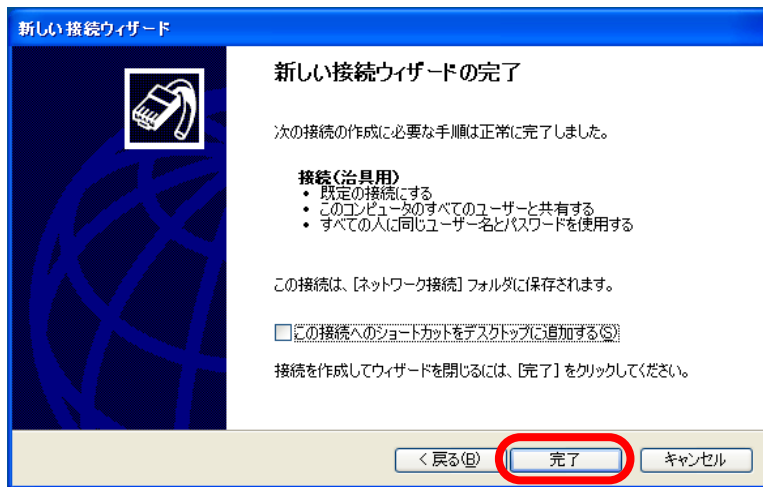 新しい接続ウィザード
新しい接続ウィザードの完了
次の接続の作成に必要な手順は正常に完了しました。
接続(治具用)
• 既定の接続にする
• このコンピュータのすべてのユーザーと共有する
• すべての人に同じユーザー名とパスワードを使用する
この接続は、[ネットワーク接続] フォルダに保存されます。
この接続へのショートカットをデスクトップに追加する(S)
接続を作成してウィザードを閉じるには、[完了] をクリックしてください。
< 戻る(B) 完了 キャンセル